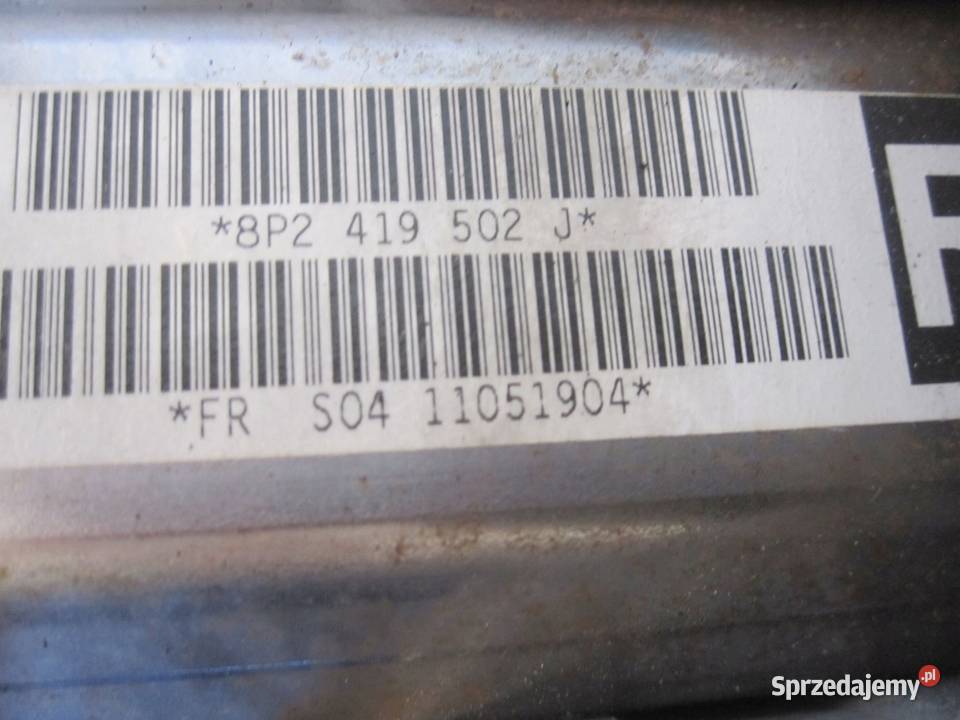 *8P2 419 502 J*
*FR S04 11051904*
Sprzedajemy.pl